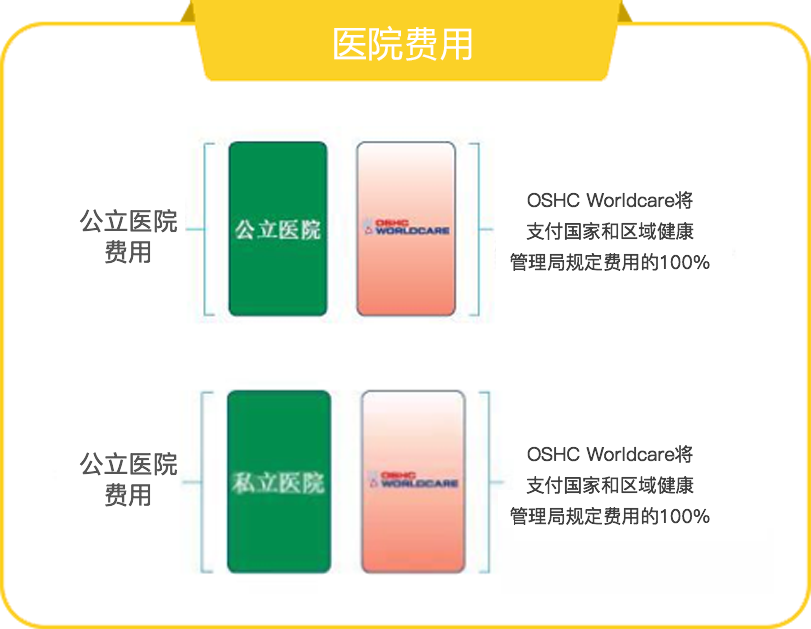 医院费用
公立医院
费用
公立医院
OSHC
WORLDCARE
OSHC Worldcare将
支付国家和区域健康
管理局规定费用的100%
公立医院
费用
私立医院
OSHC
WORLDCARE
OSHC Worldcare将
支付国家和区域健康
管理局规定费用的100%